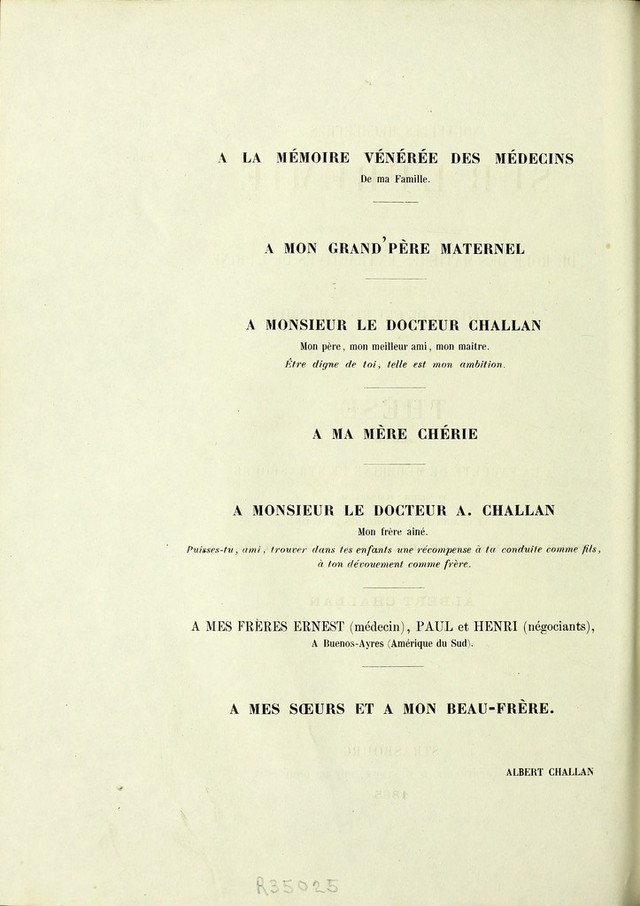 A LA MÉMOIRE VÉNÉRÉE DES MÉDECINS
De ma Famille.
A MON GRAND'PÈRE MATERNEL
A MONSIEUR LE DOCTEUR CHALLAN
Mon père, mon meilleur ami, mon maitre.
Être digne de toi, telle est mon ambition.
A MA MÈRE CHÉRIE
A MONSIEUR LE DOCTEUR A. CHALLAN
Mon frère aîné.
Puisses-tu, ami, trouver dans tes enfants une récompense à ta conduite comme fils,
à ton dévouement comme frère.
A MES FRÈRES ERNEST (médecin), PAUL et HENRI (négociants),
A Buenos-Ayres (Amérique du Sud).
A MES SŒURS ET A MON BEAU-FRÈRE.
ALBERT CHALLAN
R35025